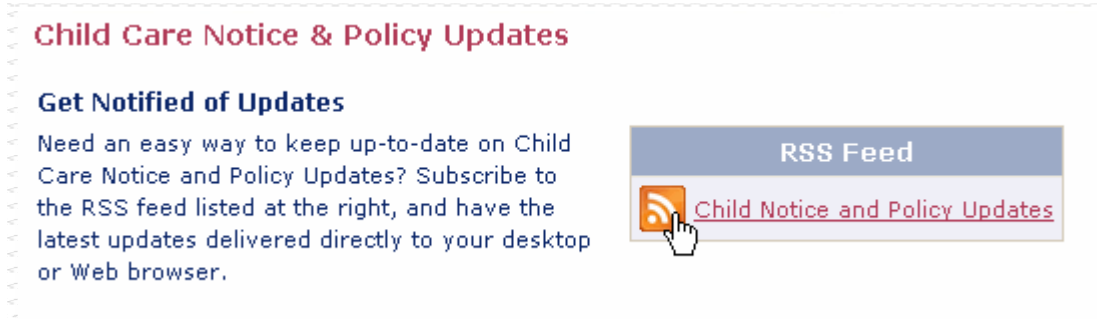 Child Care Notice & Policy Updates
Get Notified of Updates
Need an easy way to keep up-to-date on Child
Care Notice and Policy Updates? Subscribe to
the RSS feed listed at the right, and have the
latest updates delivered directly to your desktop
or Web browser.
RSS Feed
Child Notice and Policy Updates